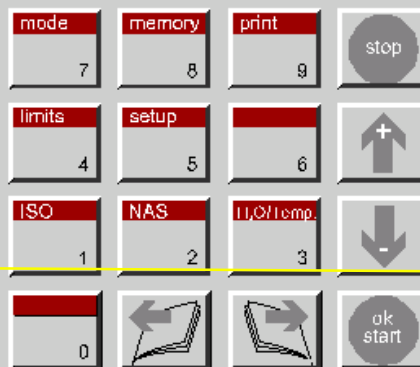 mode
7
memory
8
print
9
stop
limits
4
setup
5
6
+
ISO
1
NAS
2
H2O/Temp.
3
-
0
ok
start